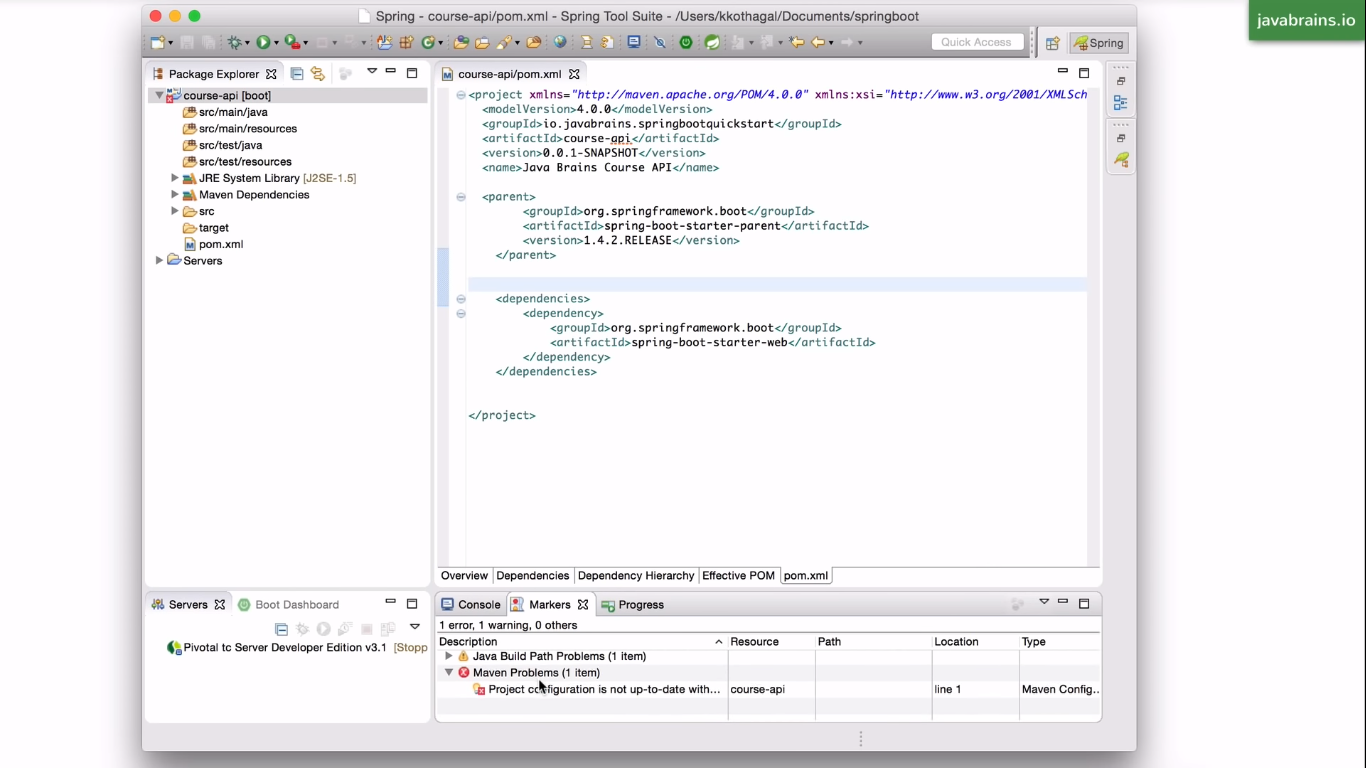 javabrains.io
Spring - course-api/pom.xml - Spring Tool Suite - /Users/kkothagal/Documents/springboot
Quick Access
Spring
Package Explorer
course-api [boot]
src/main/java
src/main/resources
src/test/java
src/test/resources
JRE System Library [J2SE-1.5]
Maven Dependencies
src
target
pom.xml
Servers
course-api/pom.xml
<project xmlns="http://maven.apache.org/POM/4.0.0" xmlns:xsi="http://www.w3.org/2001/XMLSch
<modelVersion>4.0.0</modelVersion>
<groupId>io.javabrains.springbootquickstart</groupId>
<artifactId>course-api</artifactId>
<version>0.0.1-SNAPSHOT</version>
<name>Java Brains Course API</name>
<parent>
<groupId>org.springframework.boot</groupId>
<artifactId>spring-boot-starter-parent</artifactId>
<version>1.4.2.RELEASE</version>
</parent>
<dependencies>
<dependency>
<groupId>org.springframework.boot</groupId>
<artifactId>spring-boot-starter-web</artifactId>
</dependency>
</dependencies>
</project>
Overview Dependencies Dependency Hierarchy Effective POM pom.xml
Servers Boot Dashboard
Pivotal tc Server Developer Edition v3.1 [Stopp
Console Markers Progress
1 error, 1 warning, 0 others
Description Resource Path Location Type
Java Build Path Problems (1 item)
Maven Problems (1 item)
Project configuration is not up-to-date with... course-api line 1 Maven Config..